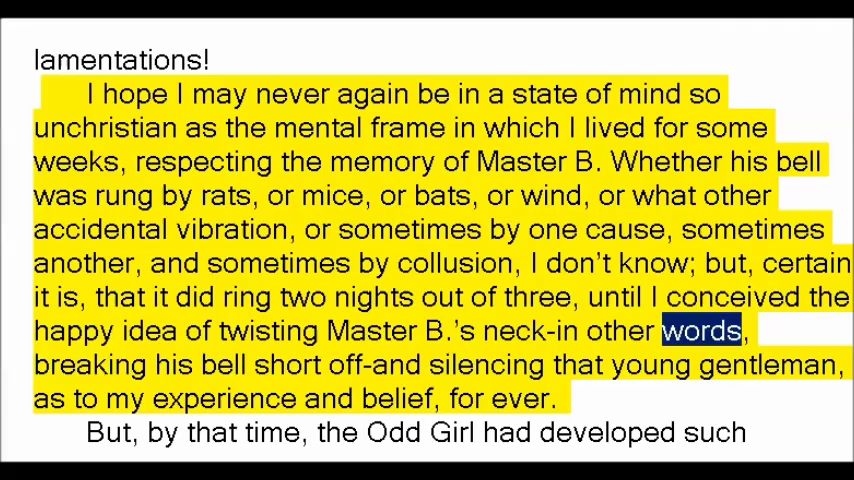 lamentations!
I hope I may never again be in a state of mind so
unchristian as the mental frame in which I lived for some
weeks, respecting the memory of Master B. Whether his bell
was rung by rats, or mice, or bats, or wind, or what other
accidental vibration, or sometimes by one cause, sometimes
another, and sometimes by collusion, I don’t know; but, certain
it is, that it did ring two nights out of three, until I conceived the
happy idea of twisting Master B.’s neck-in other words,
breaking his bell short off-and silencing that young gentleman,
as to my experience and belief, for ever.
But, by that time, the Odd Girl had developed such